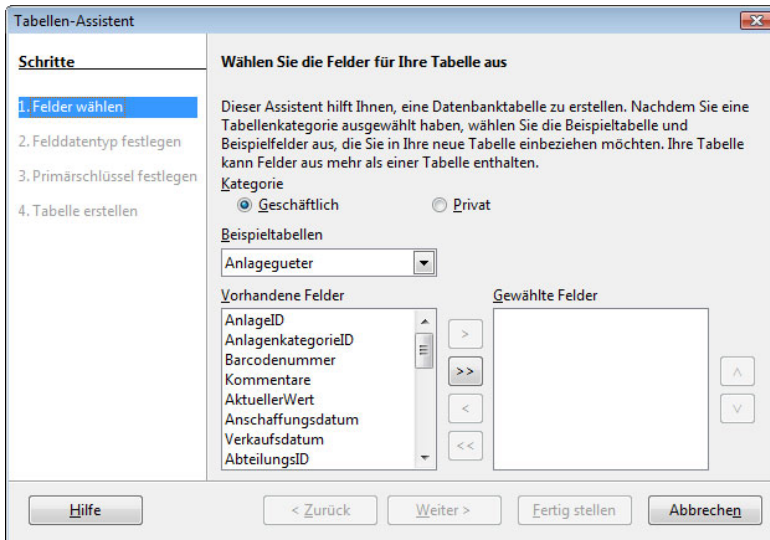 Tabellen-Assistent
Schritte
1. Felder wählen
2. Felddatentyp festlegen
3. Primärschlüssel festlegen
4. Tabelle erstellen
Wählen Sie die Felder für Ihre Tabelle aus
Dieser Assistent hilft Ihnen, eine Datenbanktabelle zu erstellen. Nachdem Sie eine
Tabellenkategorie ausgewählt haben, wählen Sie die Beispieltabelle und
Beispielfelder aus, die Sie in Ihre neue Tabelle einbeziehen möchten. Ihre Tabelle
kann Felder aus mehr als einer Tabelle enthalten.
Kategorie
Geschäftlich
Privat
Beispieltabellen
Anlagegueter
Vorhandene Felder
AnlageID
AnlagenkategorieID
Barcodenummer
Kommentare
AktuellerWert
Anschaffungsdatum
Verkaufsdatum
AbteilungsID
>
>>
<
<<
Gewählte Felder
Hilfe
< Zurück
Weiter >
Fertig stellen
Abbrechen